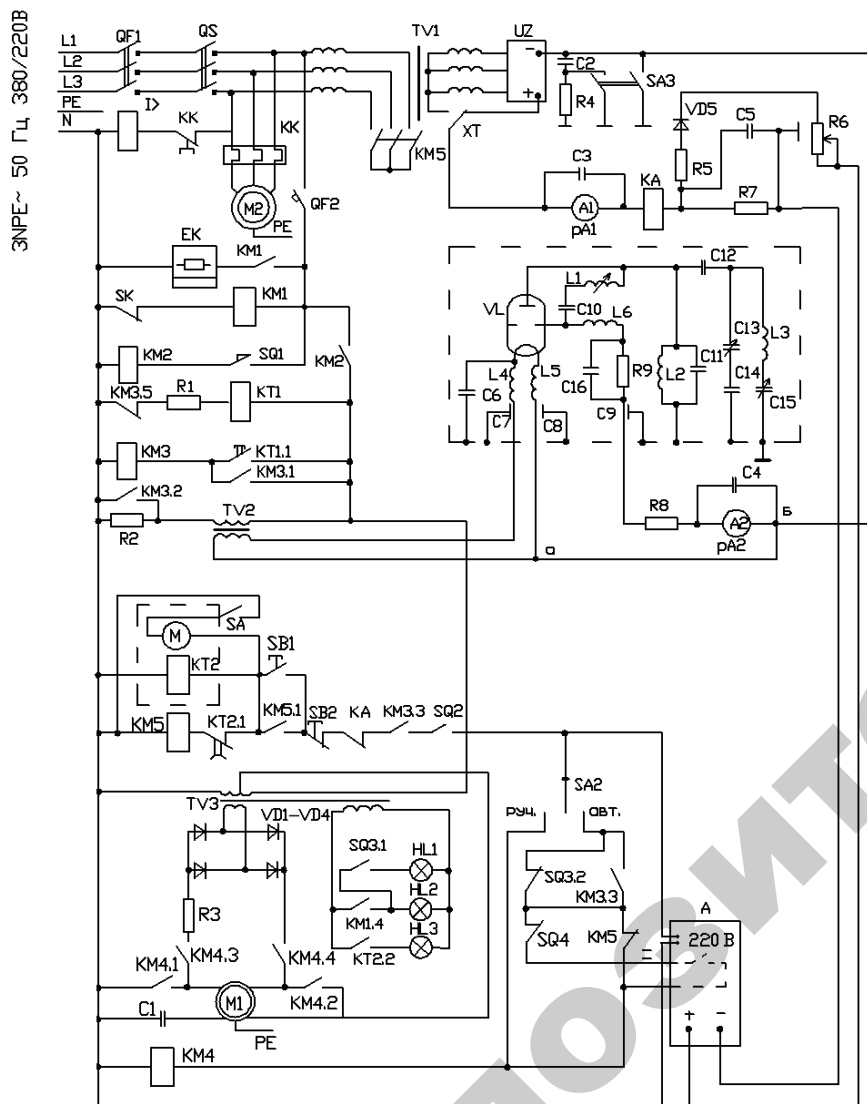 3NPE~ 50 Гц 380/220В
L1 QF1 QS TV1 UZ
L2
L3
PE
N
I> KK KK KM5 XT
- +
C2 R4 SA3
VD5 C5 R6
R5 R7
C3 A1 pA1 KA
M2 PE QF2
EK KM1
SK KM1
KM2 SQ1 KM2
KM3.5 R1 KT1
KM3 KT1.1
KM3.1
KM3.2
R2 TV2
VL L1 C10 L6 C12
L4 L5 C16 R9 L2 C11 C13 L3
C6 C7 C8 C9 C14 C15
R8 C4 A2 pA2 Б
а
SA
M
KT2 SB1
KM5 KT2.1 KM5.1 SB2 KA KM3.3 SQ2
TV3 VD1-VD4
SA2
руч. авт.
SQ3.1 HL1
HL2
KM1.4 HL3
KT2.2
R3
KM4.3 KM4.4
KM4.1 KM4.2
M1
C1 PE
KM4
SQ3.2 KM3.3
SQ4 KM5
A
220 В
+ -